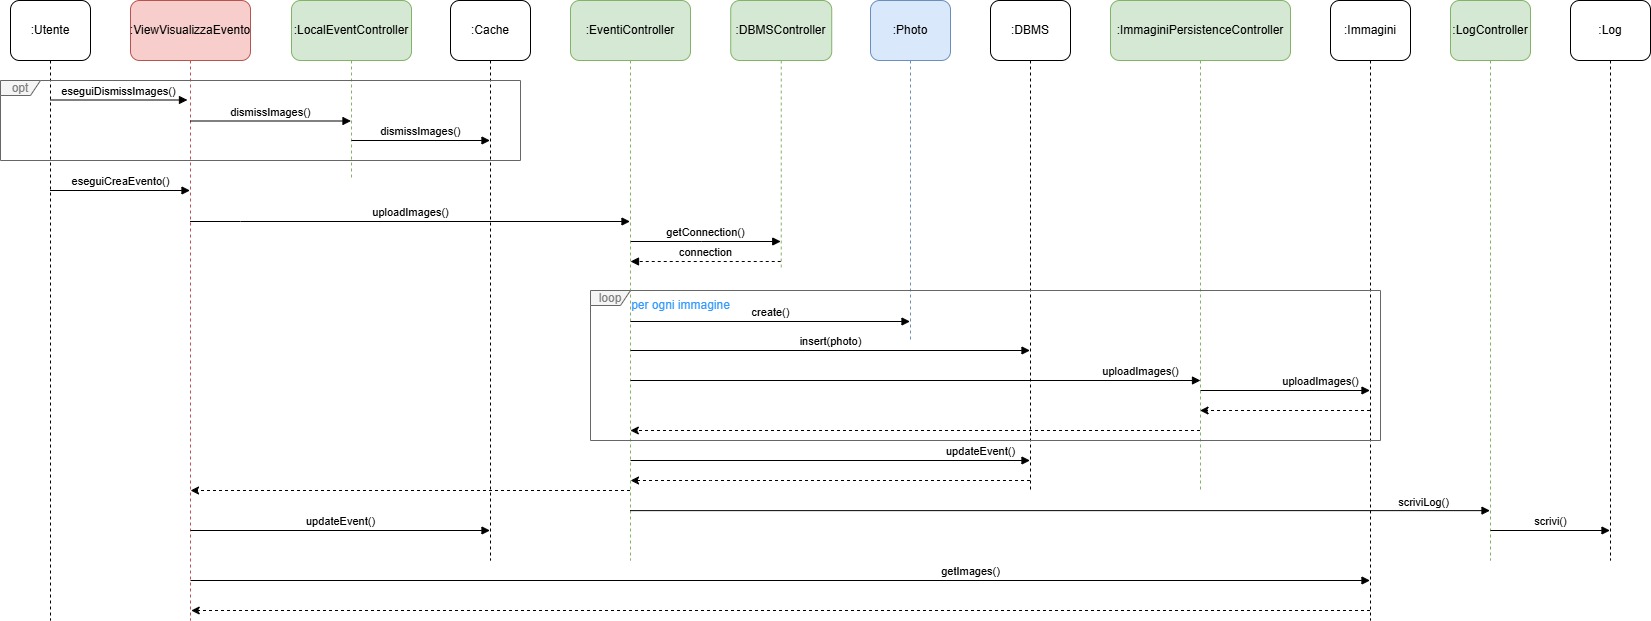 :Utente
:ViewVisualizzaEvento
:LocalEventController
:Cache
:EventiController
:DBMSController
:Photo
:DBMS
:ImmaginiPersistenceController
:Immagini
:LogController
:Log
opt
eseguiDismissImages()
dismissImages()
dismissImages()
eseguiCreaEvento()
uploadImages()
getConnection()
connection
loop
per ogni immagine
create()
insert(photo)
uploadImages()
uploadImages()
updateEvent()
scriviLog()
updateEvent()
scrivi()
getImages()